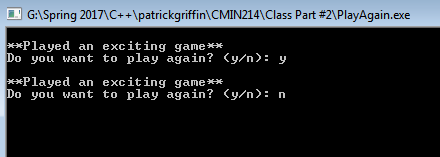 G:\Spring 2017\C++\patrickgriffin\CMIN214\Class Part #2\PlayAgain.exe
**Played an exciting game**
Do you want to play again? (y/n): y
**Played an exciting game**
Do you want to play again? (y/n): n